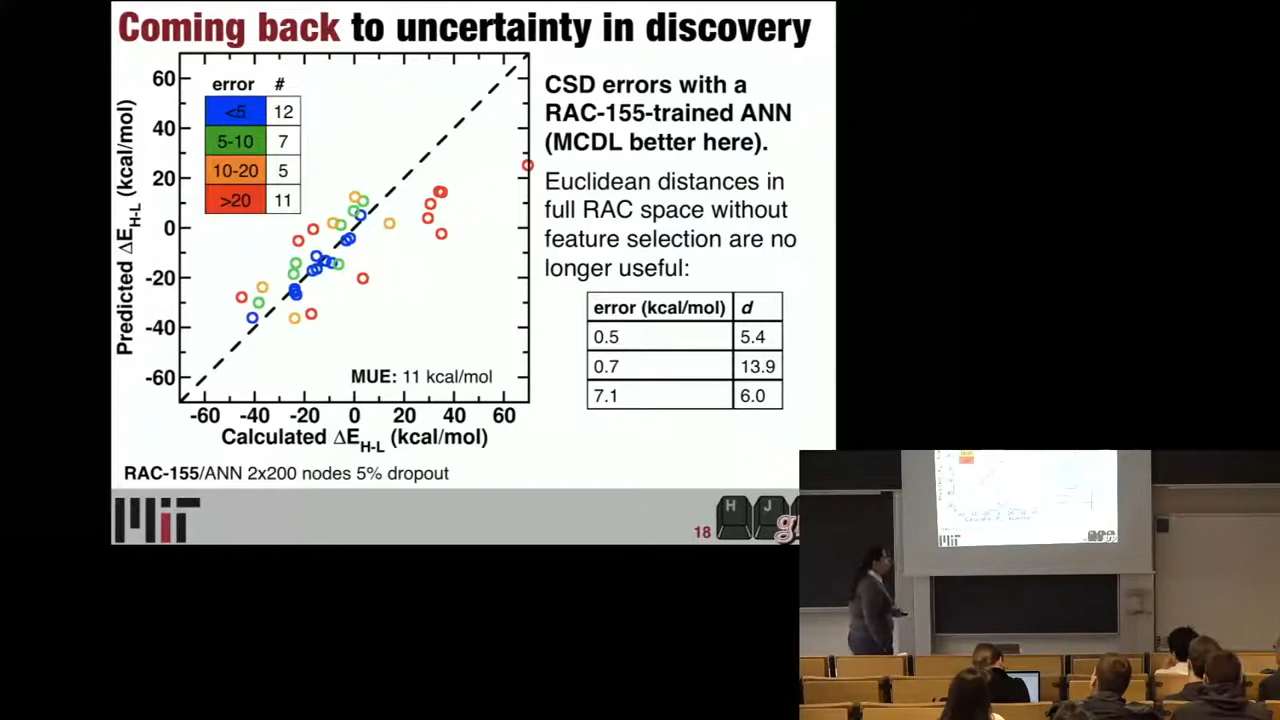 Coming back to uncertainty in discovery
error #
<5 12
5-10 7
10-20 5
>20 11
60
40
20
0
-20
-40
-60
Predicted ΔE_H-L (kcal/mol)
MUE: 11 kcal/mol
-60 -40 -20 0 20 40 60
Calculated ΔE_H-L (kcal/mol)
CSD errors with a
RAC-155-trained ANN
(MCDL better here).
Euclidean distances in
full RAC space without
feature selection are no
longer useful:
error (kcal/mol) d
0.5 5.4
0.7 13.9
7.1 6.0
RAC-155/ANN 2x200 nodes 5% dropout
MIT
18
H J